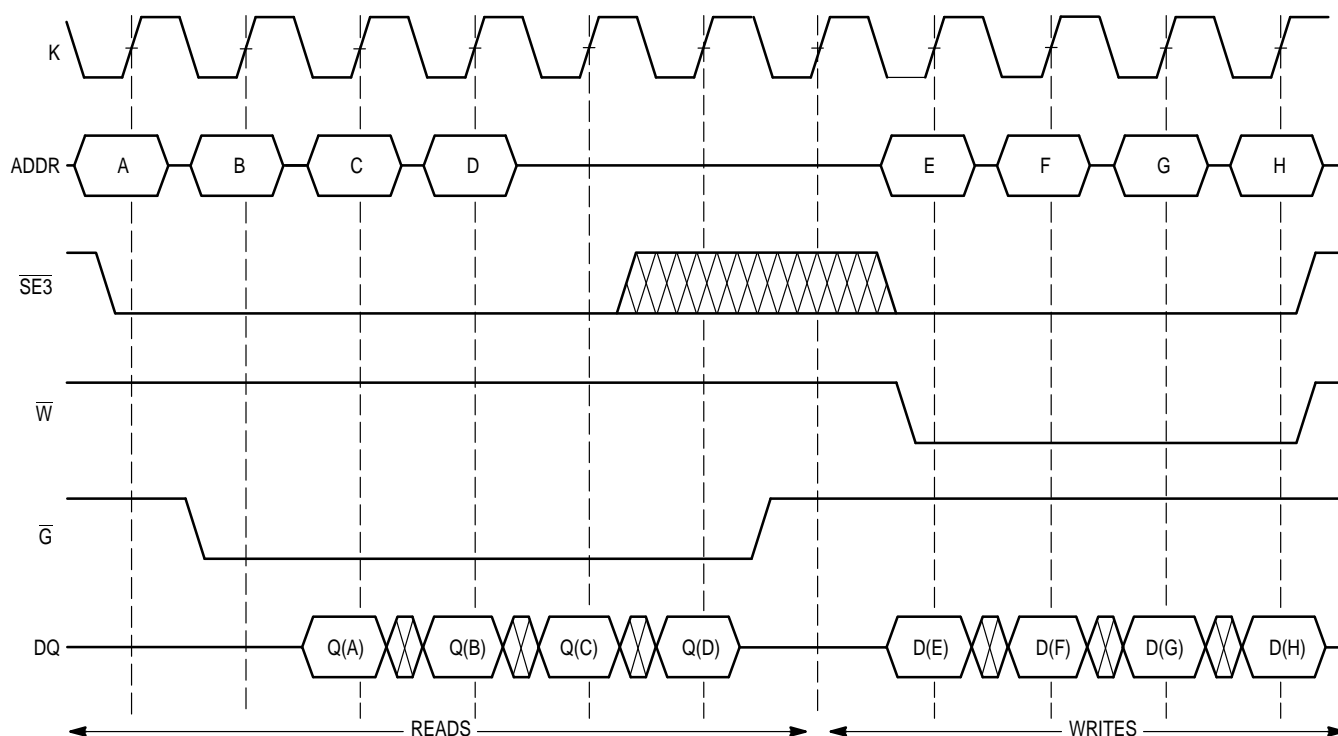 K
ADDR A B C D E F G H
SE3
W
G
DQ Q(A) Q(B) Q(C) Q(D) D(E) D(F) D(G) D(H)
READS WRITES